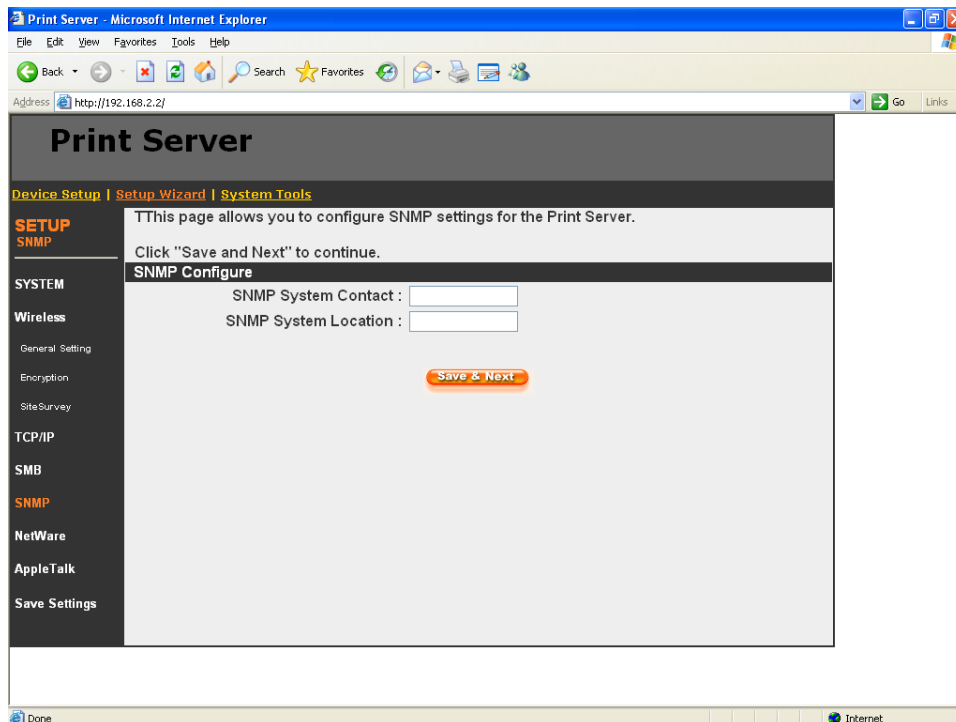 Print Server - Microsoft Internet Explorer
File Edit View Favorites Tools Help
Back Search Favorites
Address http://192.168.2.2/ Go Links
Print Server
Device Setup | Setup Wizard | System Tools
SETUP
SNMP
SYSTEM
Wireless
General Setting
Encryption
SiteSurvey
TCP/IP
SMB
SNMP
NetWare
AppleTalk
Save Settings
TThis page allows you to configure SNMP settings for the Print Server.
Click "Save and Next" to continue.
SNMP Configure
SNMP System Contact :
SNMP System Location :
Save & Next
Done Internet